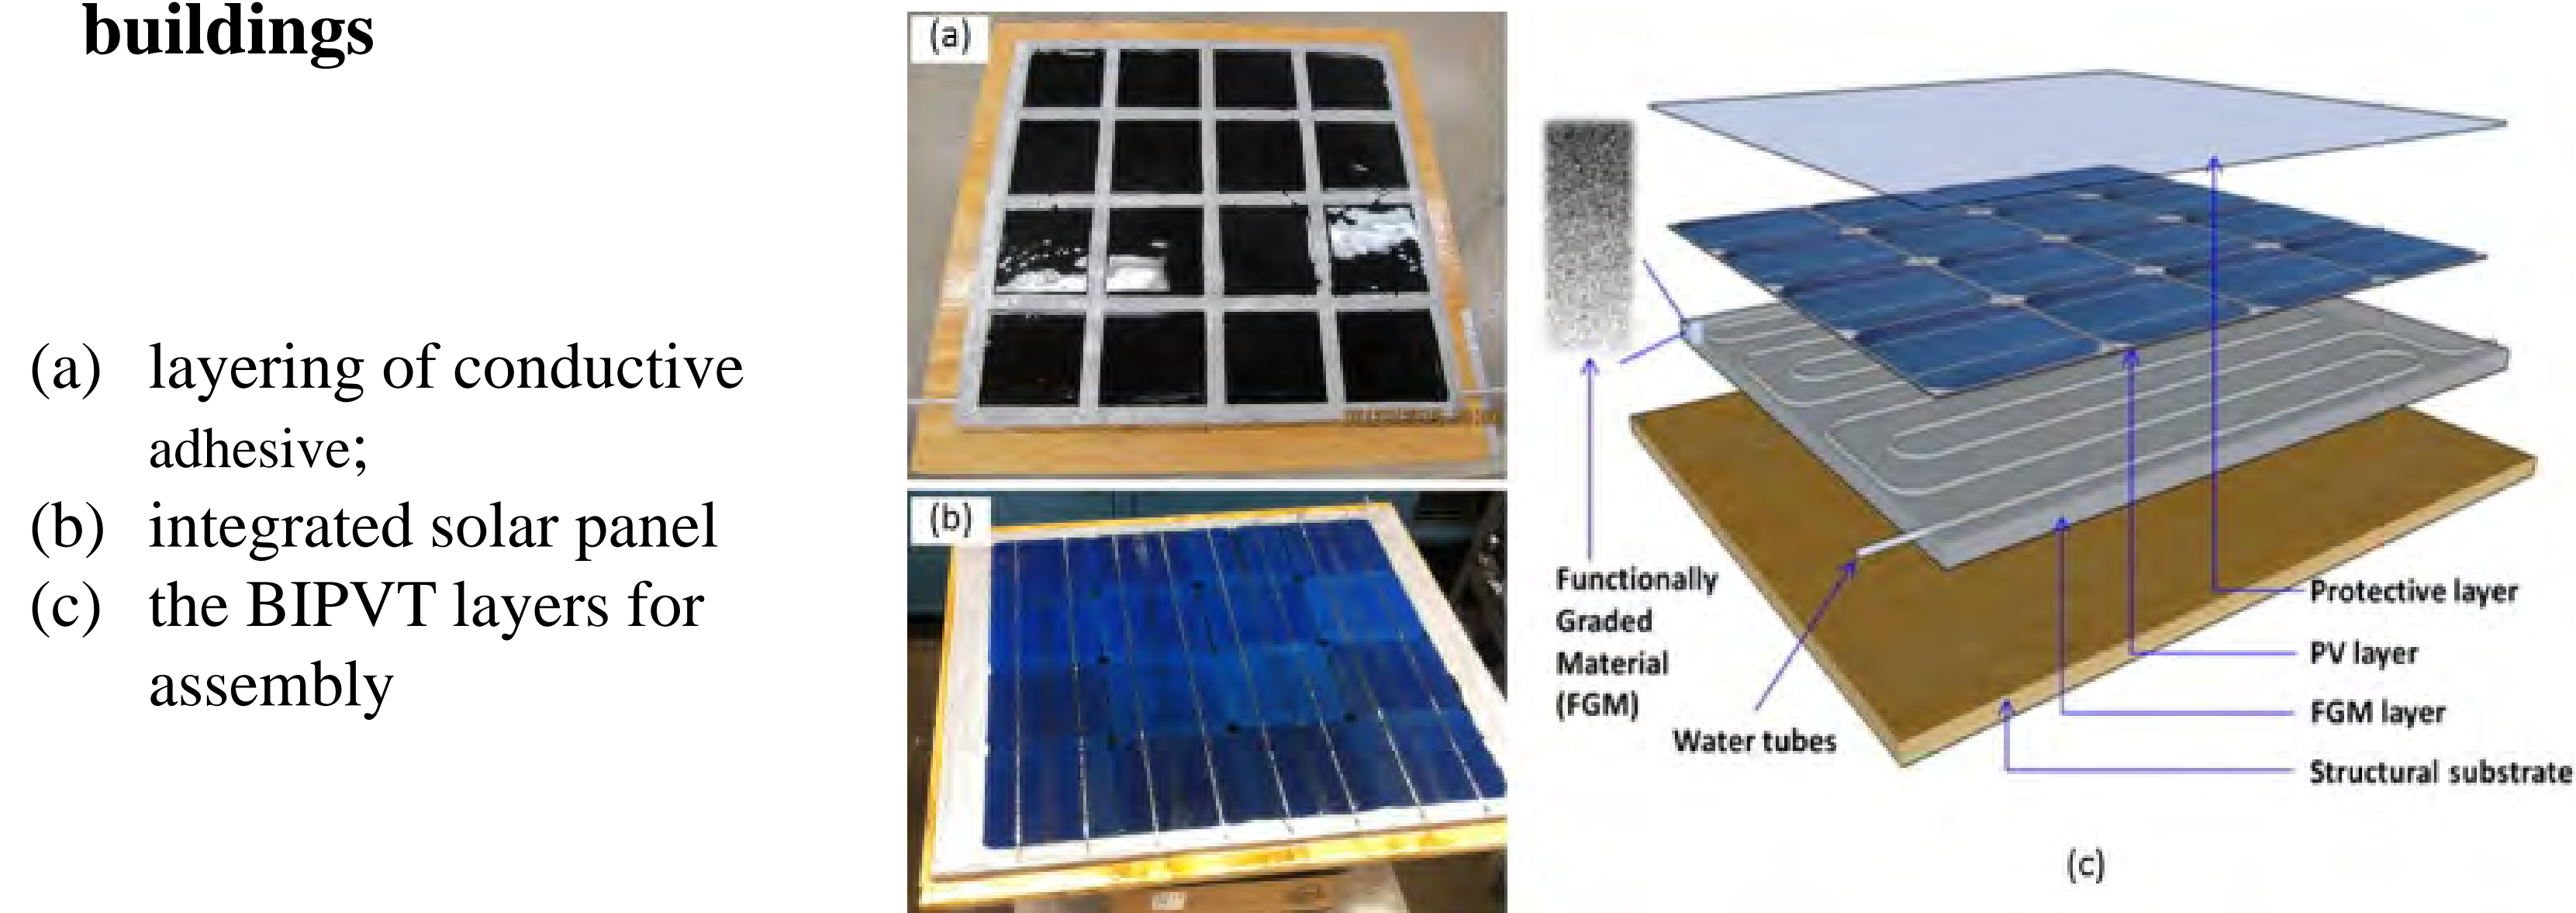 buildings
(a) layering of conductive
adhesive;
(b) integrated solar panel
(c) the BIPVT layers for
assembly
(a)
(b)
Functionally
Graded
Material
(FGM)
Water tubes
Protective layer
PV layer
FGM layer
Structural substrate
(c)